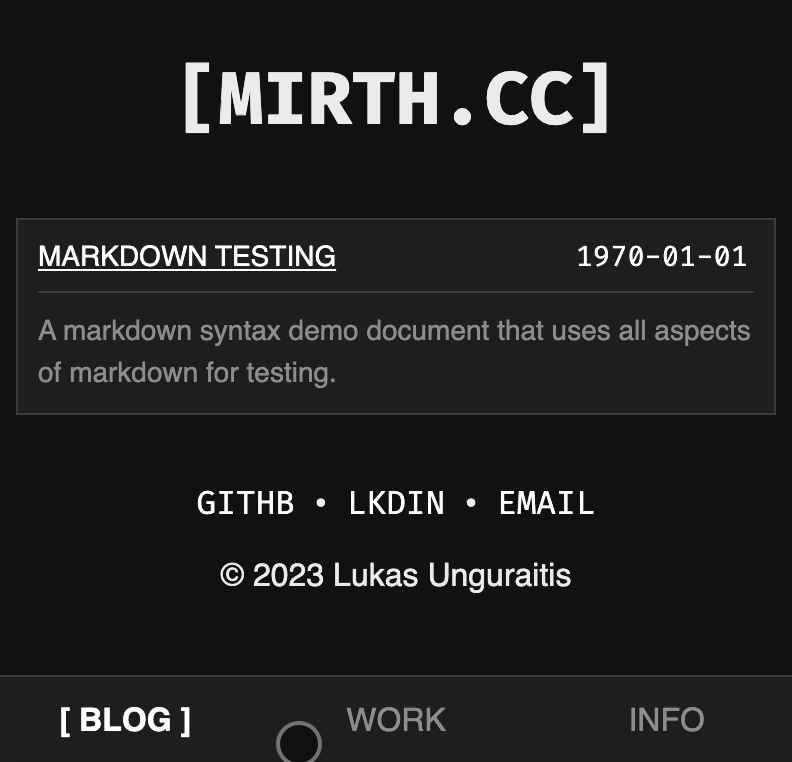 [MIRTH.CC]
MARKDOWN TESTING 1970-01-01
A markdown syntax demo document that uses all aspects
of markdown for testing.
GITHB • LKDIN • EMAIL
© 2023 Lukas Unguraitis
[ BLOG ] WORK INFO